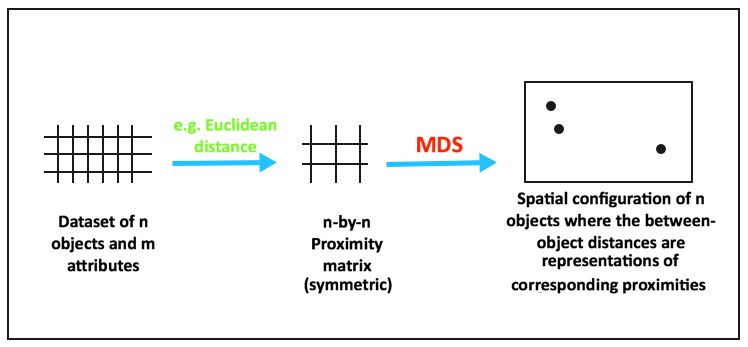 e.g. Euclidean
distance
MDS
Dataset of n
objects and m
attributes
n-by-n
Proximity
matrix
(symmetric)
Spatial configuration of n
objects where the between-
object distances are
representations of
corresponding proximities